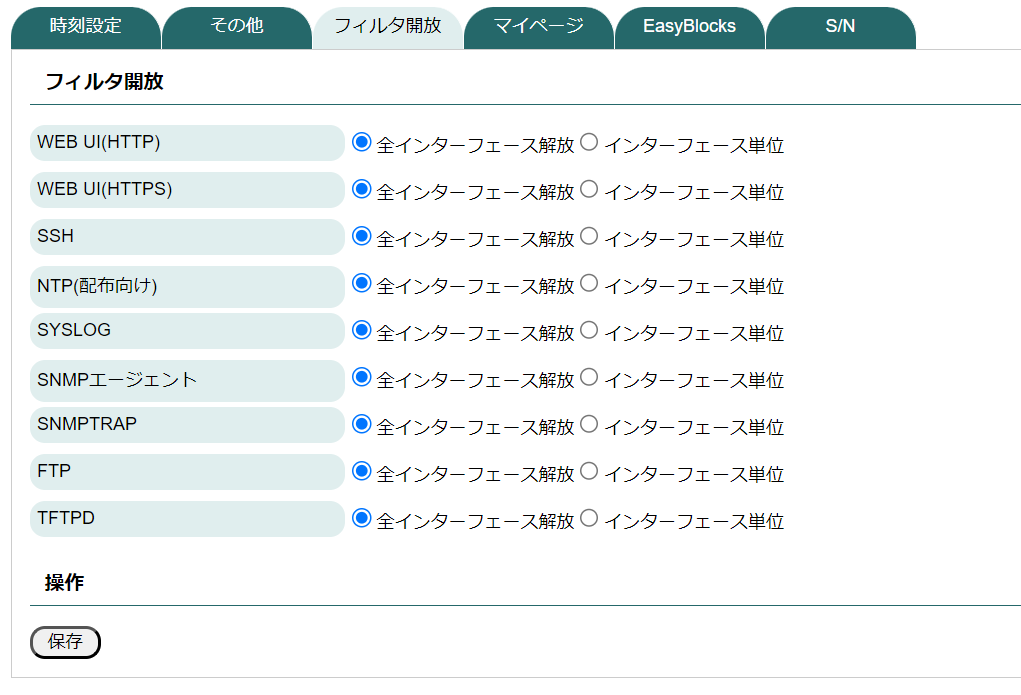 時刻設定 その他 フィルタ開放 マイページ EasyBlocks S/N
フィルタ開放
WEB UI(HTTP) 全インターフェース解放 インターフェース単位
WEB UI(HTTPS) 全インターフェース解放 インターフェース単位
SSH 全インターフェース解放 インターフェース単位
NTP(配布向け) 全インターフェース解放 インターフェース単位
SYSLOG 全インターフェース解放 インターフェース単位
SNMPエージェント 全インターフェース解放 インターフェース単位
SNMPTRAP 全インターフェース解放 インターフェース単位
FTP 全インターフェース解放 インターフェース単位
TFTPD 全インターフェース解放 インターフェース単位
操作
保存